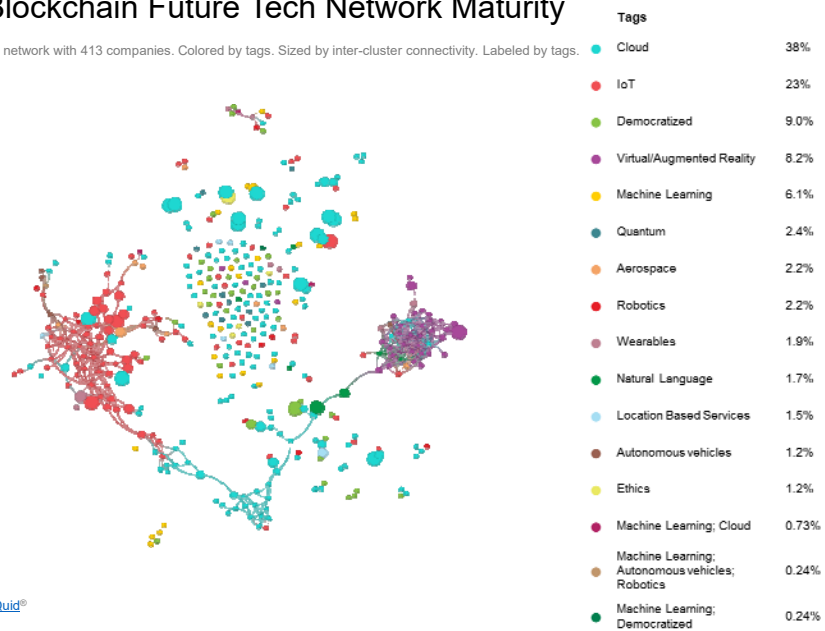 Blockchain Future Tech Network Maturity
network with 413 companies. Colored by tags. Sized by inter-cluster connectivity. Labeled by tags.
Tags
Cloud 38%
IoT 23%
Democratized 9.0%
Virtual/Augmented Reality 8.2%
Machine Learning 6.1%
Quantum 2.4%
Aerospace 2.2%
Robotics 2.2%
Wearables 1.9%
Natural Language 1.7%
Location Based Services 1.5%
Autonomous vehicles 1.2%
Ethics 1.2%
Machine Learning; Cloud 0.73%
Machine Learning;
Autonomous vehicles; 0.24%
Robotics
Machine Learning; 0.24%
Democratized
Quid®